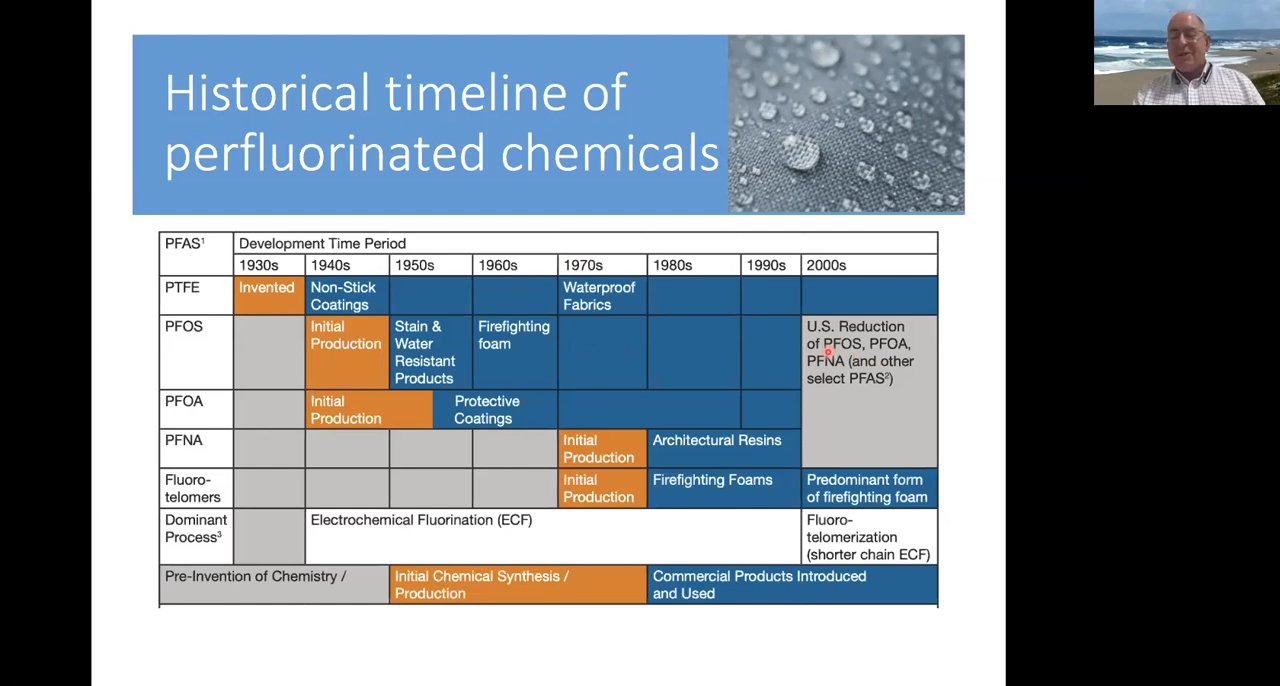 Historical timeline of
perfluorinated chemicals
PFAS¹ Development Time Period
1930s 1940s 1950s 1960s 1970s 1980s 1990s 2000s
PTFE Invented Non-Stick Waterproof
Coatings Fabrics
PFOS Initial Stain & Firefighting U.S. Reduction
Production Water foam of PFOS, PFOA,
Resistant PFNA (and other
Products select PFAS²)
PFOA Initial Protective
Production Coatings
PFNA Initial Architectural Resins
Production
Fluoro- Initial Firefighting Foams Predominant form
telomers Production of firefighting foam
Dominant Electrochemical Fluorination (ECF) Fluoro-
Process³ telomerization
(shorter chain ECF)
Pre-Invention of Chemistry / Initial Chemical Synthesis / Commercial Products Introduced
Production and Used